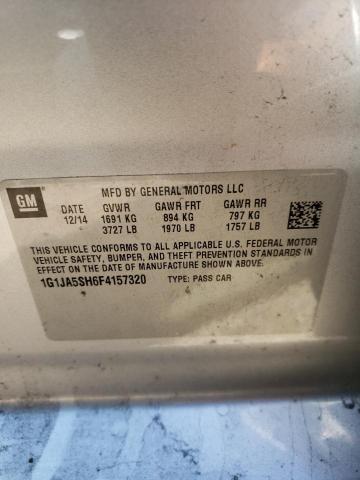 GM
MFD BY GENERAL MOTORS LLC
DATE GVWR GAWR FRT GAWR RR
12/14 1691 KG 894 KG 797 KG
3727 LB 1970 LB 1757 LB
THIS VEHICLE CONFORMS TO ALL APPLICABLE U.S. FEDERAL MOTOR
VEHICLE SAFETY, BUMPER, AND THEFT PREVENTION STANDARDS
IN EFFECT ON THE DATE OF MANUFACTURE SHOWN ABOVE.
1G1JA5SH6F4157320 TYPE: PASS CAR